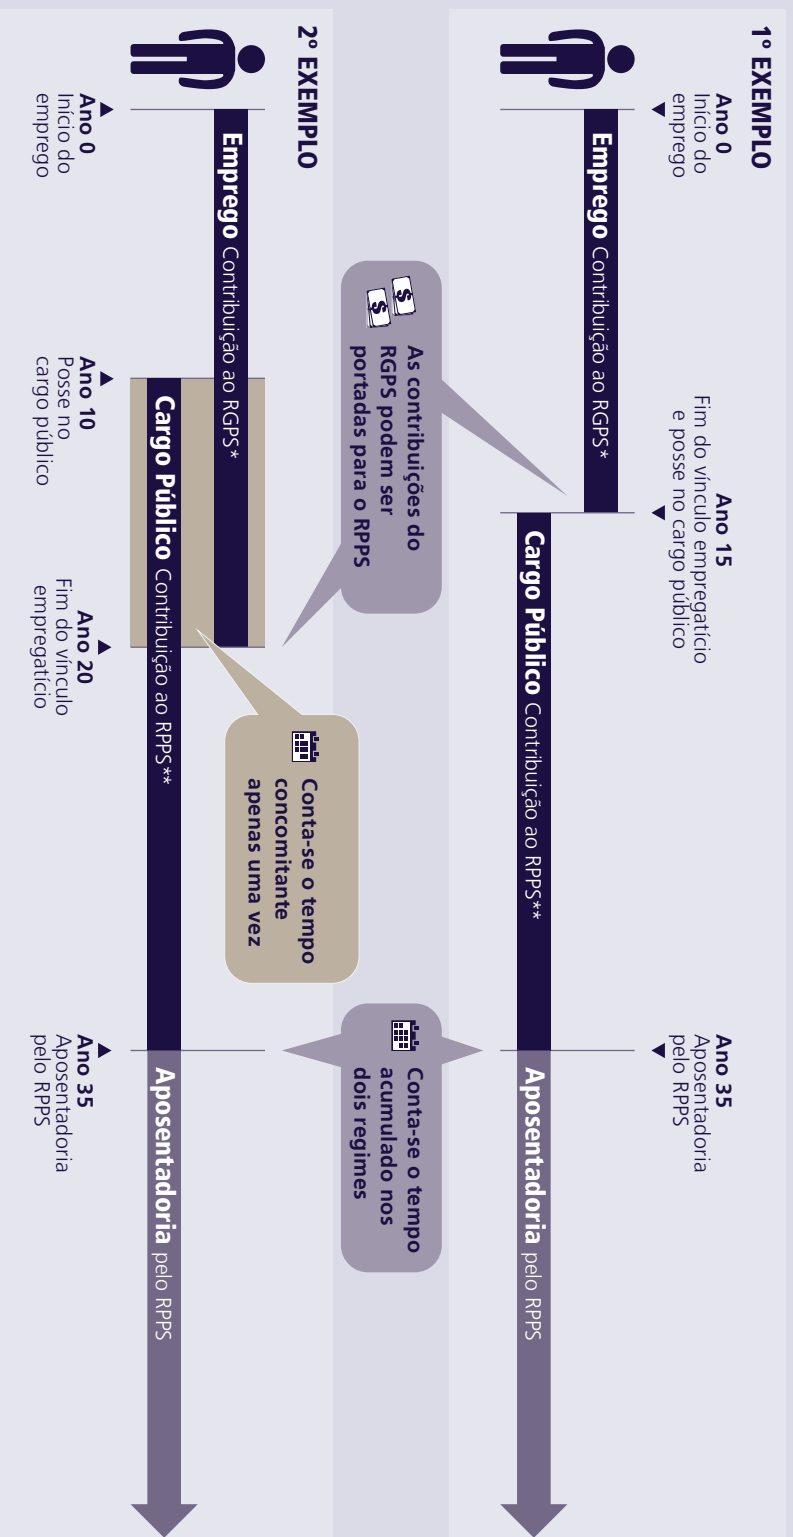 1º EXEMPLO
Ano 0
Início do
emprego
Ano 15
Fim do vínculo empregatício
e posse no cargo público
Ano 35
Aposentadoria
pelo RPPS
Emprego Contribuição ao RGPS*
Cargo Público Contribuição ao RPPS**
Aposentadoria pelo RPPS
As contribuições do
RGPS podem ser
portadas para o RPPS
Conta-se o tempo
acumulado nos
dois regimes
2º EXEMPLO
Conta-se o tempo
concomitante
apenas uma vez
Emprego Contribuição ao RGPS*
Cargo Público Contribuição ao RPPS**
Aposentadoria pelo RPPS
Ano 0
Início do
emprego
Ano 10
Posse no
cargo público
Ano 20
Fim do vínculo
empregatício
Ano 35
Aposentadoria
pelo RPPS